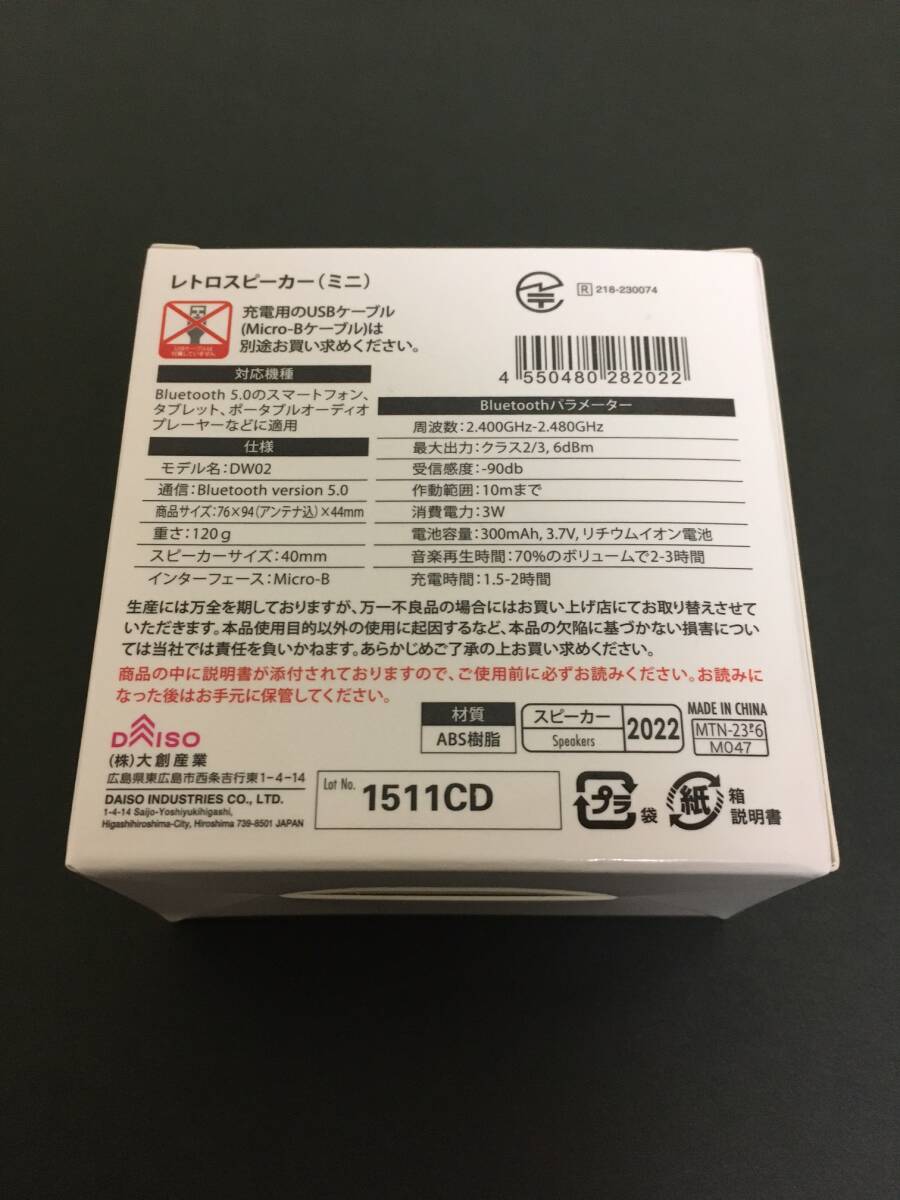 レトロスピーカー(ミニ)
R 218-230074
USBケーブルは
付属していません
充電用のUSBケーブル
(Micro-Bケーブル)は
別途お買い求めください。
4 550480 282022
対応機種
Bluetooth 5.0のスマートフォン、
タブレット、ポータブルオーディオ
プレーヤーなどに適用
仕様
モデル名:DW02
通信:Bluetooth version 5.0
商品サイズ:76×94(アンテナ込)×44mm
重さ:120g
スピーカーサイズ:40mm
インターフェース:Micro-B
Bluetoothパラメーター
周波数:2.400GHz-2.480GHz
最大出力:クラス2/3, 6dBm
受信感度:-90db
作動範囲:10mまで
消費電力:3W
電池容量:300mAh, 3.7V, リチウムイオン電池
音楽再生時間:70%のボリュームで2-3時間
充電時間:1.5-2時間
生産には万全を期しておりますが、万一不良品の場合にはお買い上げ店にてお取り替えさせて
いただきます。本品使用目的以外の使用に起因するなど、本品の欠陥に基づかない損害につい
ては当社では責任を負いかねます。あらかじめご了承の上お買い求めください。
商品の中に説明書が添付されておりますので、ご使用前に必ずお読みください。お読みに
なった後はお手元に保管してください。
DAISO
(株)大創産業
広島県東広島市西条吉行東1-4-14
DAISO INDUSTRIES CO., LTD.
1-4-14 Saijo-Yoshiyukihigashi,
Higashihiroshima-City, Hiroshima 739-8501 JAPAN
材質
ABS樹脂
スピーカー
Speakers
2022
MADE IN CHINA
M047
Lot No. 1511CD
プラ
袋
紙
箱
説明書